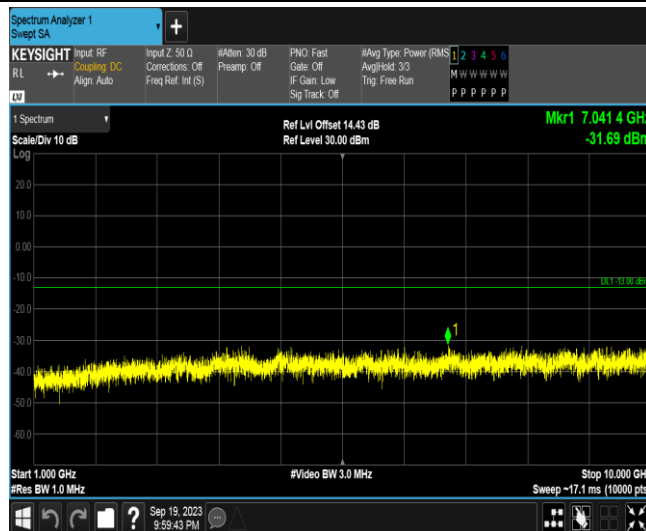 Spectrum Analyzer 1
Swept SA
+
KEYSIGHT
RL
LXI
Input: RF
Coupling: DC
Align: Auto
Input Z: 50 Ω
Corrections: Off
Freq Ref: Int (S)
#Atten: 30 dB
Preamp: Off
PNO: Fast
Gate: Off
IF Gain: Low
Sig Track: Off
#Avg Type: Power (RMS
Avg|Hold: 3/3
Trig: Free Run
1 2 3 4 5 6
M W W W W W
P P P P P P
1 Spectrum
Scale/Div 10 dB
Log
Ref Lvl Offset 14.43 dB
Ref Level 30.00 dBm
Mkr1 7.041 4 GHz
-31.69 dBm
20.0
10.0
0.00
-10.0
DL1 -13.00 dBm
-20.0
-30.0
1
-40.0
-50.0
-60.0
Start 1.000 GHz
#Res BW 1.0 MHz
#Video BW 3.0 MHz
Stop 10.000 GHz
Sweep ~17.1 ms (10000 pts
?
Sep 19, 2023
9:59:43 PM